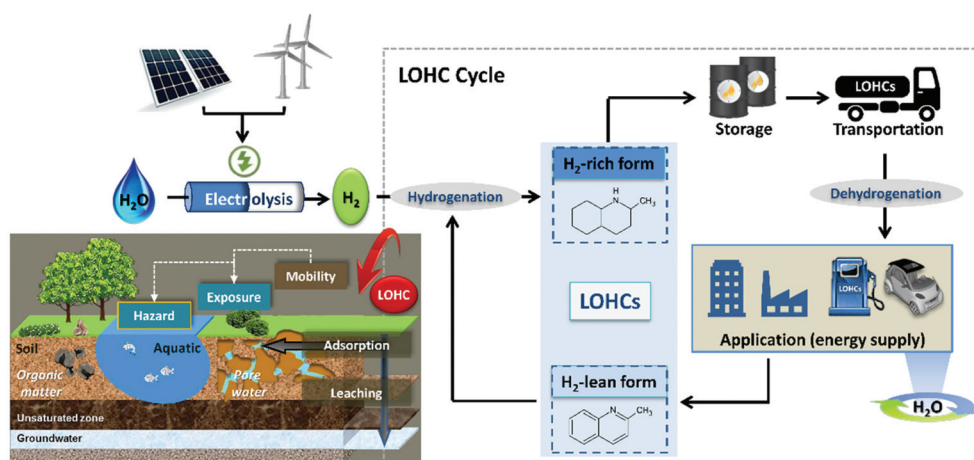 LOHC Cycle
H₂O
Electrolysis
H₂
Hydrogenation
H₂-rich form
H
N
CH₃
LOHCs
H₂-lean form
N
CH₃
Storage
LOHCs
Transportation
Dehydrogenation
LOHCs
Application (energy supply)
H₂O
Mobility
Exposure
Hazard
LOHC
Soil
Aquatic
Adsorption
Organic
matter
Pore
water
Leaching
Unsaturated zone
Groundwater